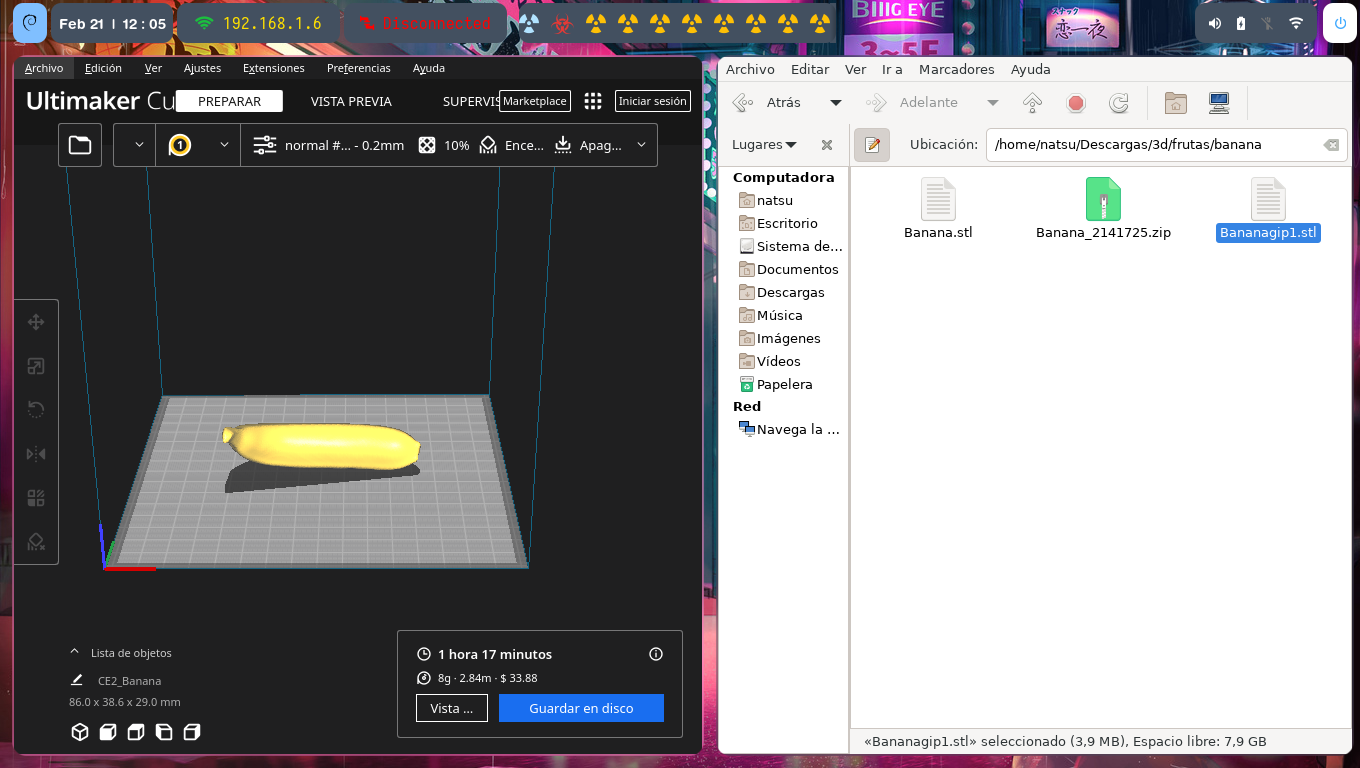 Feb 21 | 12:05
192.168.1.6
Disconnected
BIIIG EYE
スナック
恋一夜
Archivo Edición Ver Ajustes Extensiones Preferencias Ayuda
Ultimaker Cu
PREPARAR
VISTA PREVIA
SUPERVIS
Marketplace
Iniciar sesión
1
normal #... - 0.2mm
10%
Ence...
Apag...
Lista de objetos
CE2_Banana
86.0 x 38.6 x 29.0 mm
1 hora 17 minutos
8g · 2.84m · $ 33.88
Vista ...
Guardar en disco
Archivo Editar Ver Ir a Marcadores Ayuda
Atrás
Adelante
Lugares
Ubicación:
/home/natsu/Descargas/3d/frutas/banana
Computadora
natsu
Escritorio
Sistema de...
Documentos
Descargas
Música
Imágenes
Vídeos
Papelera
Red
Navega la ...
Banana.stl
Banana_2141725.zip
Bananagip1.stl
«Bananagip1.stl» seleccionado (3,9 MB), Espacio libre: 7,9 GB